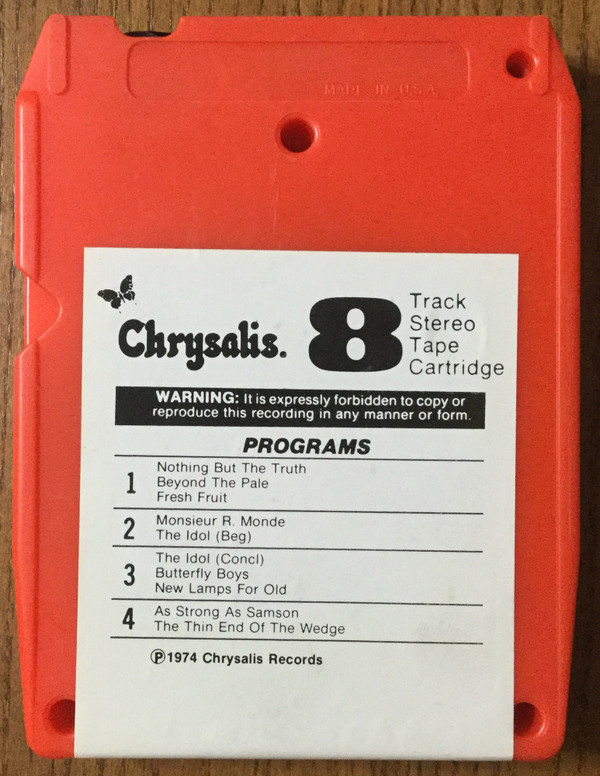 MADE IN U.S.A.
Chrysalis.
8
Track
Stereo
Tape
Cartridge
WARNING: It is expressly forbidden to copy or
reproduce this recording in any manner or form.
PROGRAMS
1
Nothing But The Truth
Beyond The Pale
Fresh Fruit
2
Monsieur R. Monde
The Idol (Beg)
3
The Idol (Concl)
Butterfly Boys
New Lamps For Old
4
As Strong As Samson
The Thin End Of The Wedge
Ⓟ1974 Chrysalis Records